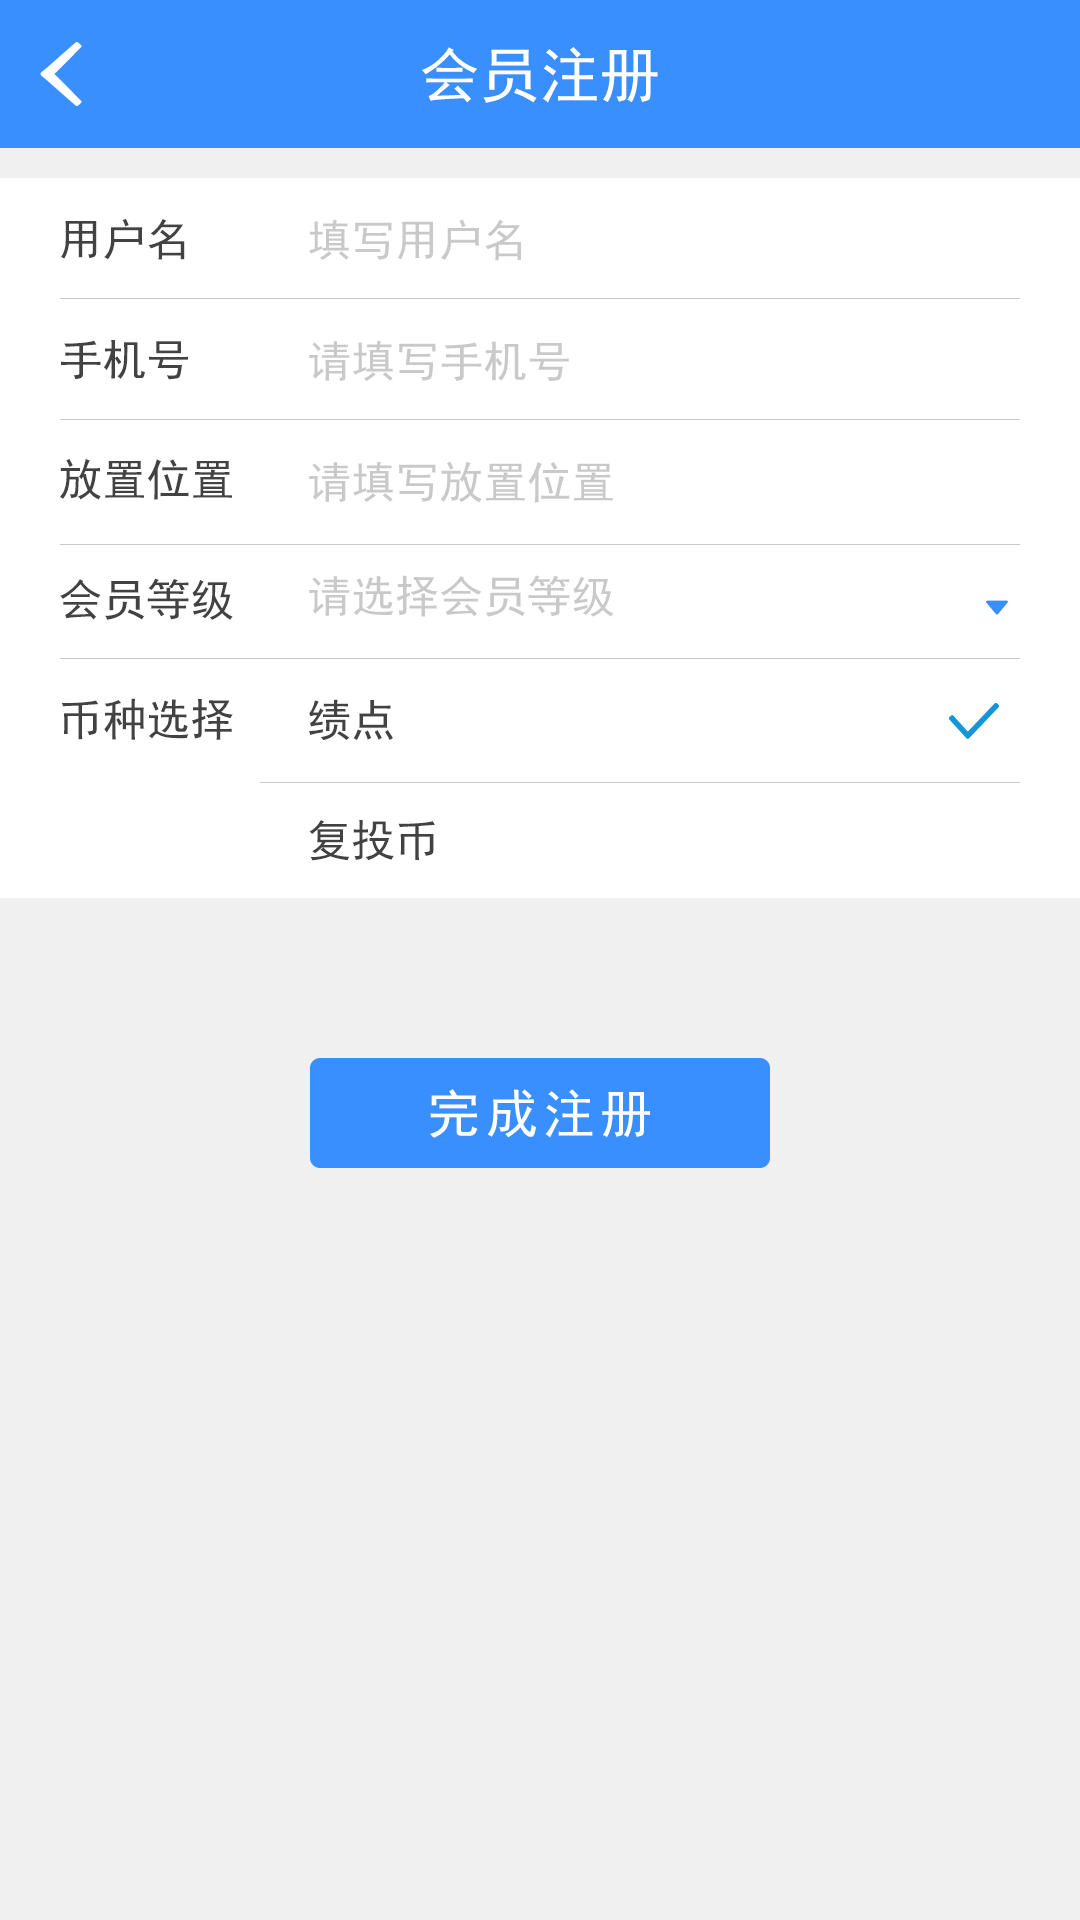 会员注册
用户名 填写用户名
手机号 请填写手机号
放置位置 请填写放置位置
会员等级 请选择会员等级
币种选择 绩点
复投币
完成注册